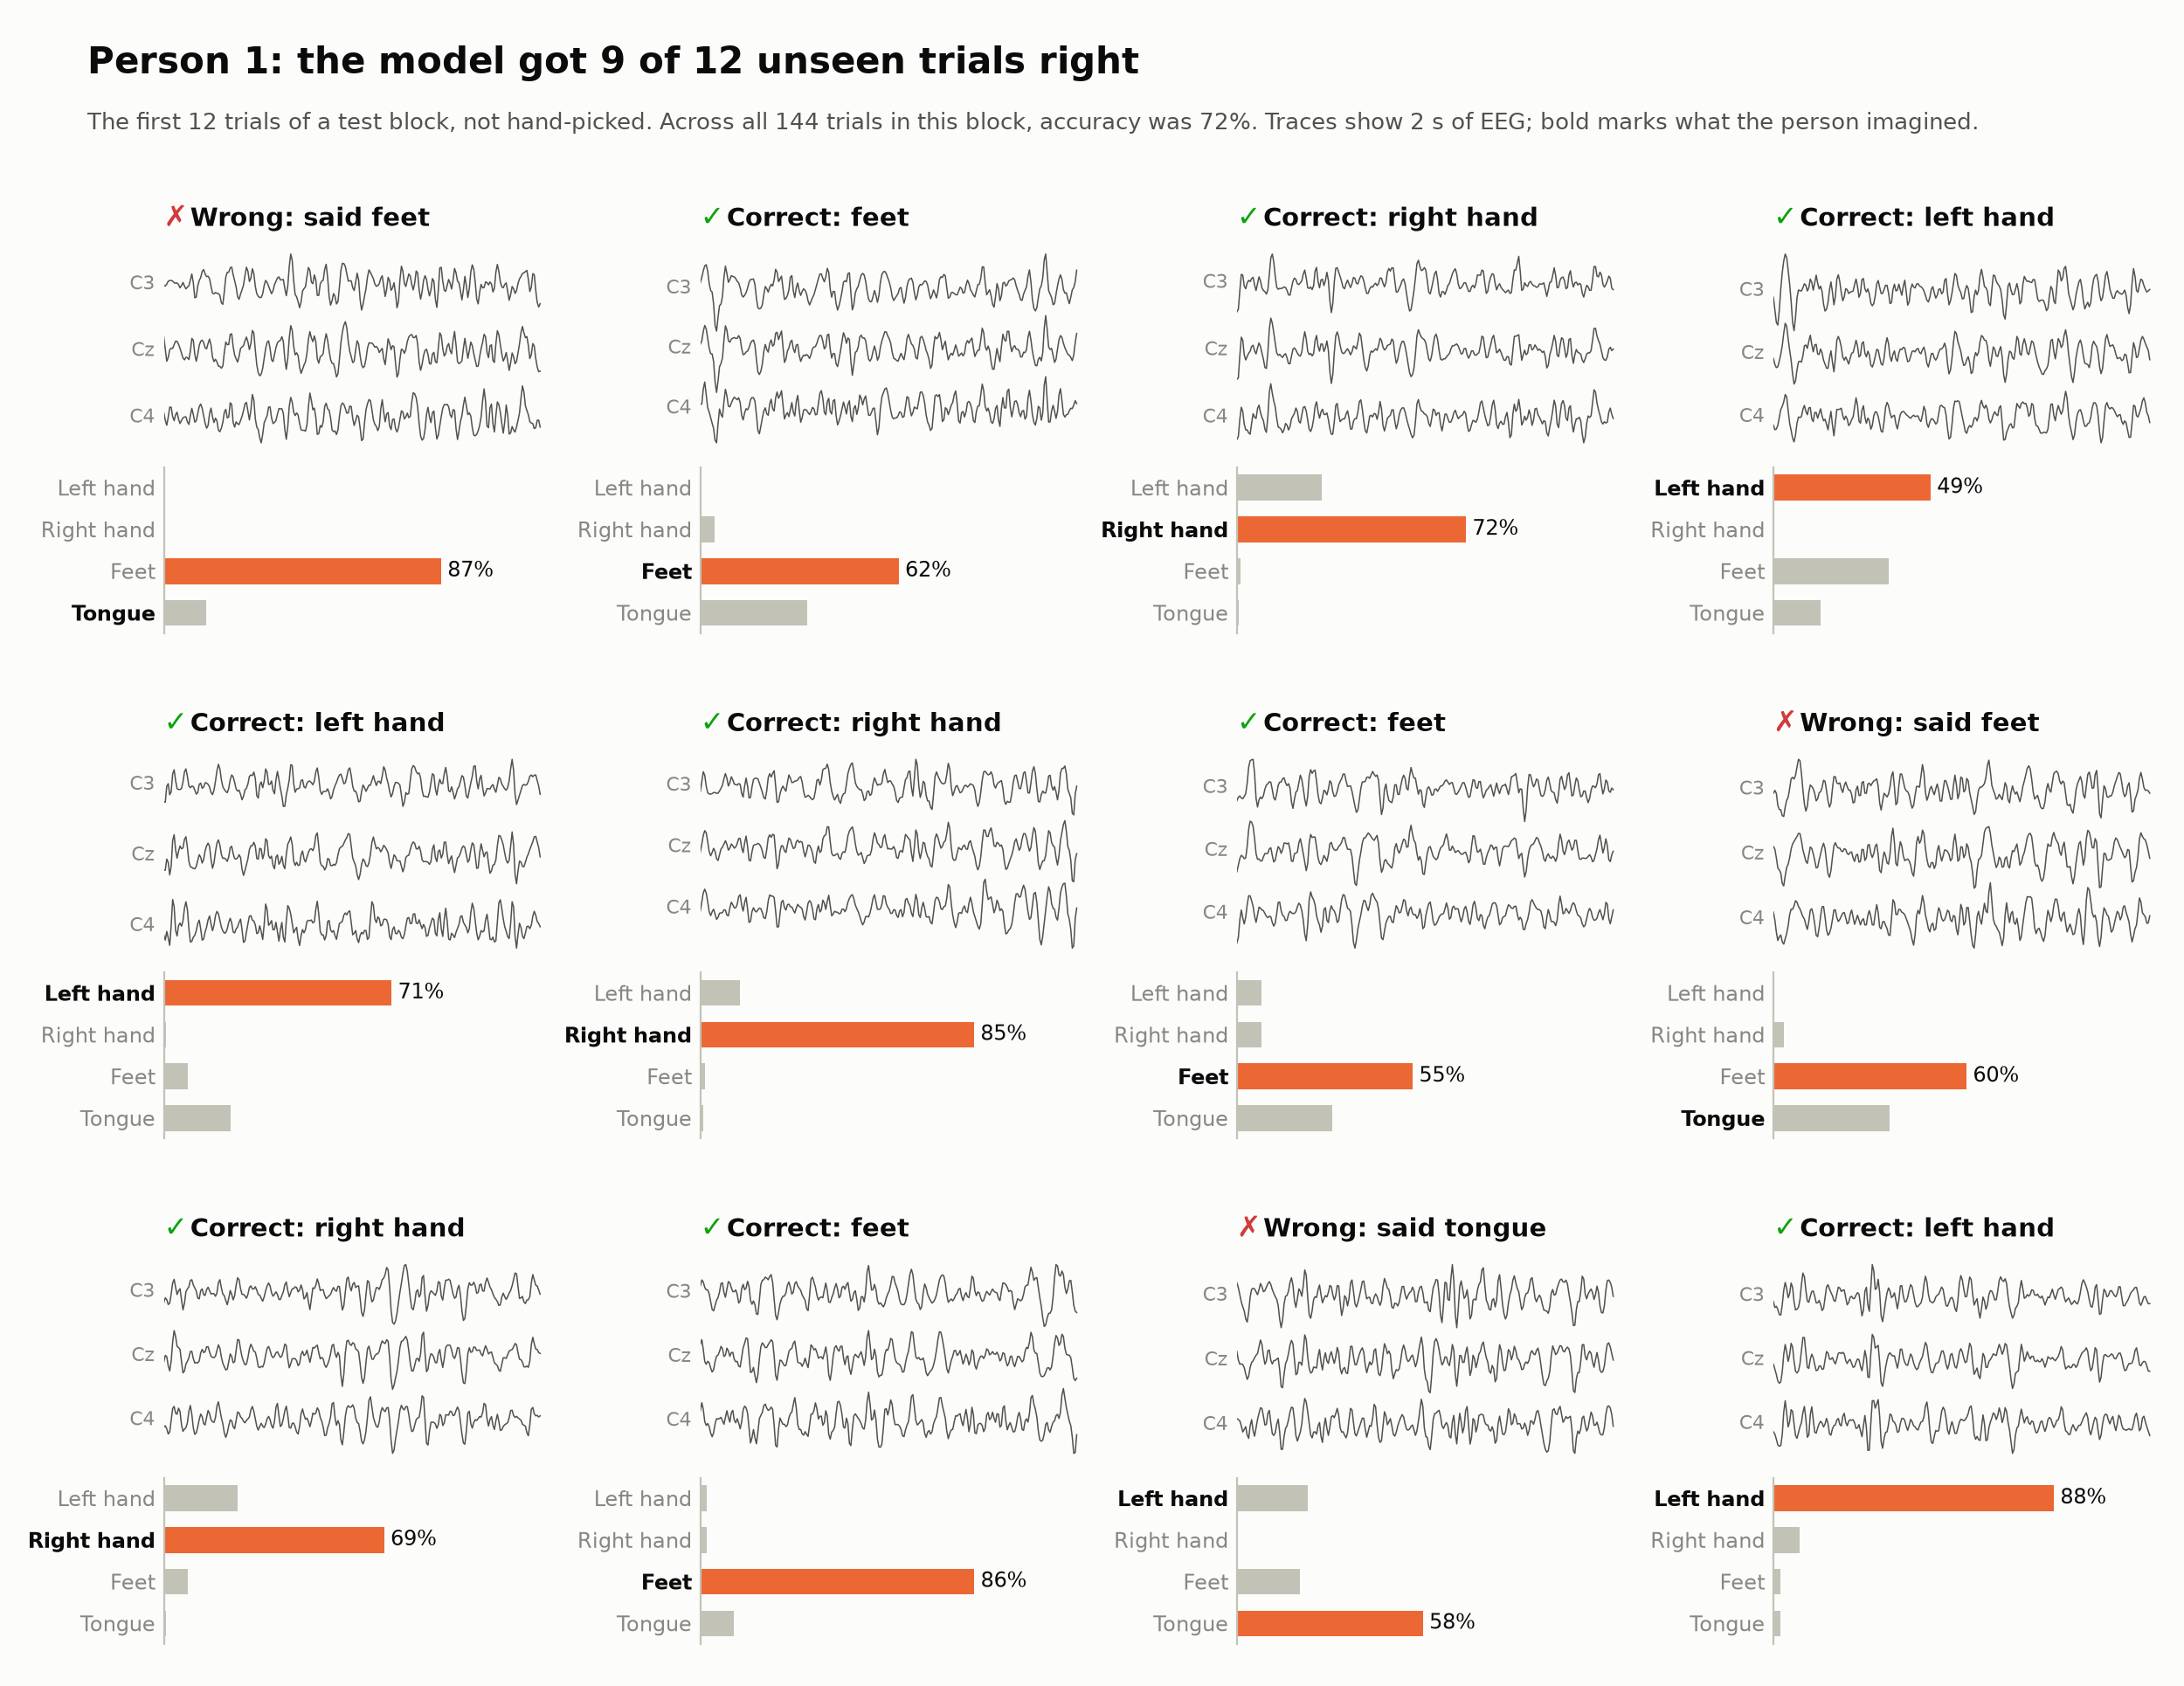 Person 1: the model got 9 of 12 unseen trials right
The first 12 trials of a test block, not hand-picked. Across all 144 trials in this block, accuracy was 72%. Traces show 2 s of EEG; bold marks what the person imagined.
✗ Wrong: said feet
C3
Cz
C4
Left hand
Right hand
Feet 87%
Tongue
✓ Correct: feet
C3
Cz
C4
Left hand
Right hand
Feet 62%
Tongue
✓ Correct: right hand
C3
Cz
C4
Left hand
Right hand 72%
Feet
Tongue
✓ Correct: left hand
C3
Cz
C4
Left hand 49%
Right hand
Feet
Tongue
✓ Correct: left hand
C3
Cz
C4
Left hand 71%
Right hand
Feet
Tongue
✓ Correct: right hand
C3
Cz
C4
Left hand
Right hand 85%
Feet
Tongue
✓ Correct: feet
C3
Cz
C4
Left hand
Right hand
Feet 55%
Tongue
✗ Wrong: said feet
C3
Cz
C4
Left hand
Right hand
Feet 60%
Tongue
✓ Correct: right hand
C3
Cz
C4
Left hand
Right hand 69%
Feet
Tongue
✓ Correct: feet
C3
Cz
C4
Left hand
Right hand
Feet 86%
Tongue
✗ Wrong: said tongue
C3
Cz
C4
Left hand
Right hand
Feet
Tongue 58%
✓ Correct: left hand
C3
Cz
C4
Left hand 88%
Right hand
Feet
Tongue